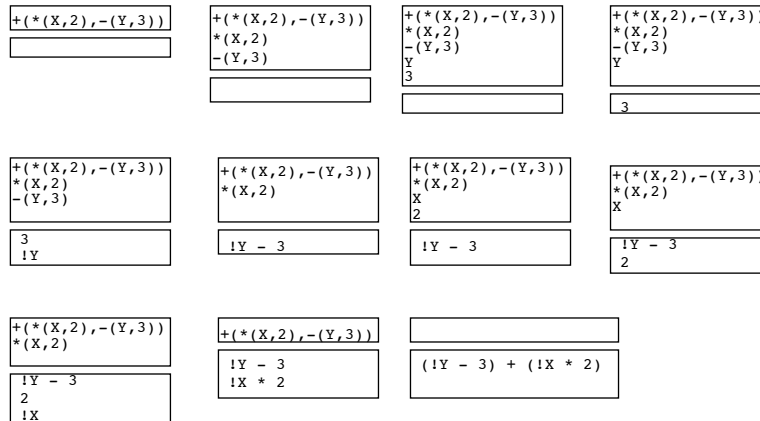 +(*(X,2),-(Y,3))
+(*(X,2),-(Y,3))
*(X,2)
-(Y,3)
+(*(X,2),-(Y,3))
*(X,2)
-(Y,3)
Y
3
+(*(X,2),-(Y,3))
*(X,2)
-(Y,3)
Y
3
+(*(X,2),-(Y,3))
*(X,2)
-(Y,3)
3
!Y
+(*(X,2),-(Y,3))
*(X,2)
!Y - 3
+(*(X,2),-(Y,3))
*(X,2)
X
2
!Y - 3
+(*(X,2),-(Y,3))
*(X,2)
X
!Y - 3
2
+(*(X,2),-(Y,3))
*(X,2)
!Y - 3
2
!X
+(*(X,2),-(Y,3))
!Y - 3
!X * 2
(!Y - 3) + (!X * 2)